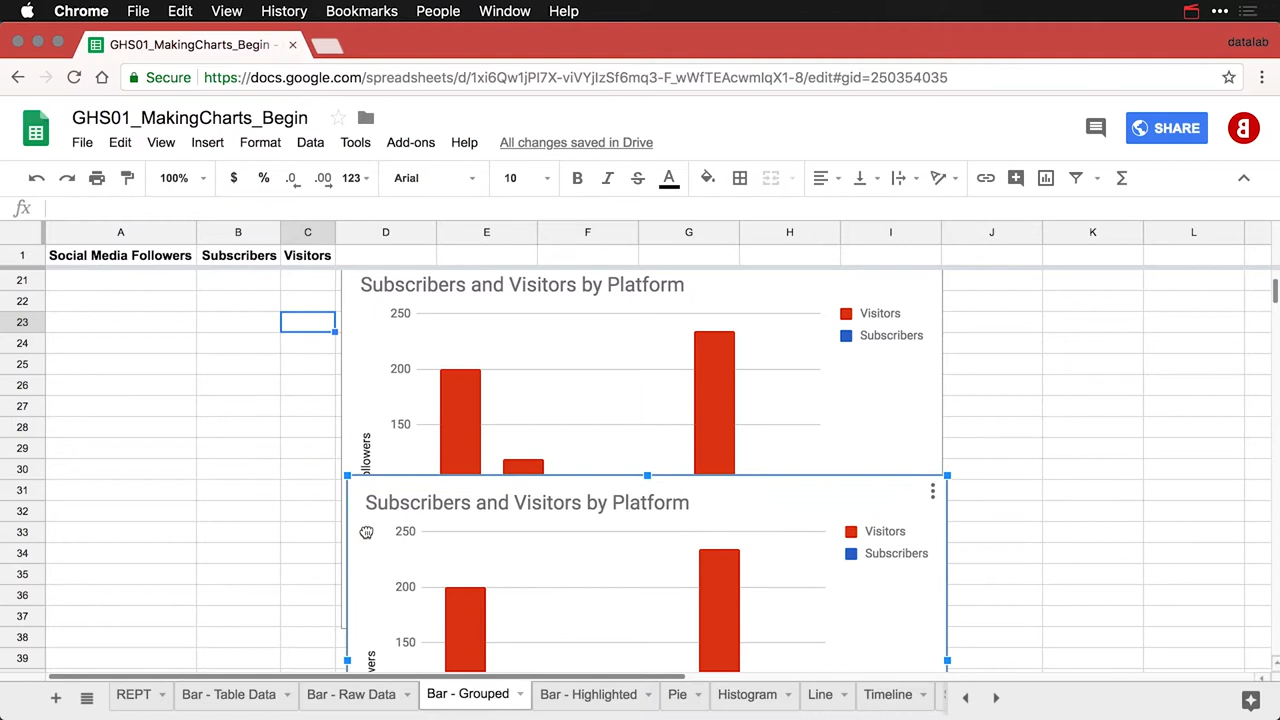 Chrome File Edit View History Bookmarks People Window Help
GHS01_MakingCharts_Begin -
datalab
Secure https://docs.google.com/spreadsheets/d/1xi6Qw1jPl7X-viVYjIzSf6mq3-F_wWfTEAcwmIqX1-8/edit#gid=250354035
GHS01_MakingCharts_Begin
SHARE
File Edit View Insert Format Data Tools Add-ons Help All changes saved in Drive
100% $ % .0 .00 123 Arial 10 B I S A Σ
fx
A B C D E F G H I J K L
1 Social Media Followers Subscribers Visitors
21
22
23
24
25
26
27
28
29
30
31
32
33
34
35
36
37
38
39
Subscribers and Visitors by Platform
250
200
150
Visitors
Subscribers
Subscribers and Visitors by Platform
250
200
150
Visitors
Subscribers
REPT Bar - Table Data Bar - Raw Data Bar - Grouped Bar - Highlighted Pie Histogram Line Timeline